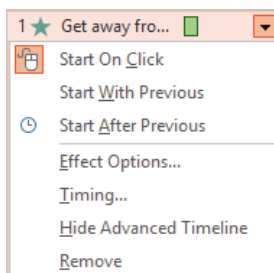 1 Get away fro...
Start On Click
Start With Previous
Start After Previous
Effect Options...
Timing...
Hide Advanced Timeline
Remove